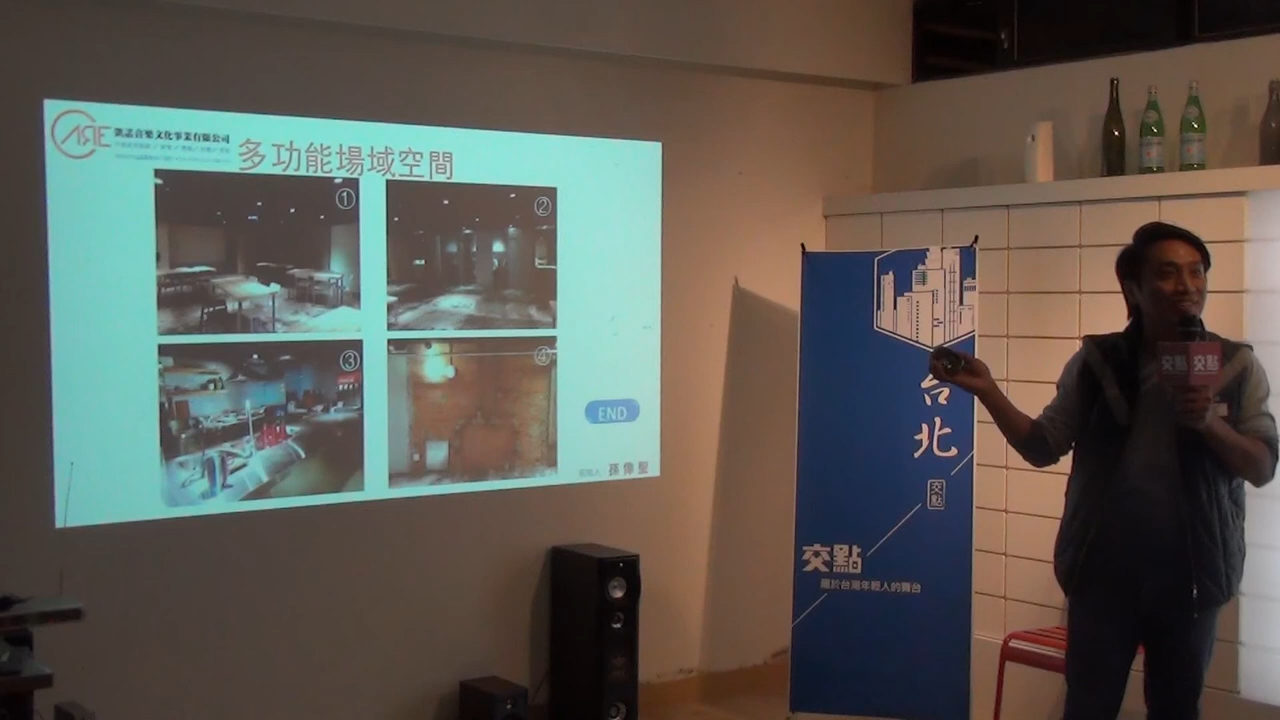 CARE
凱諾音樂文化事業有限公司
多功能場域空間
①
②
③
④
END
孫偉聖
台北
交點
交點
屬於台灣年輕人的舞台
交點
交點